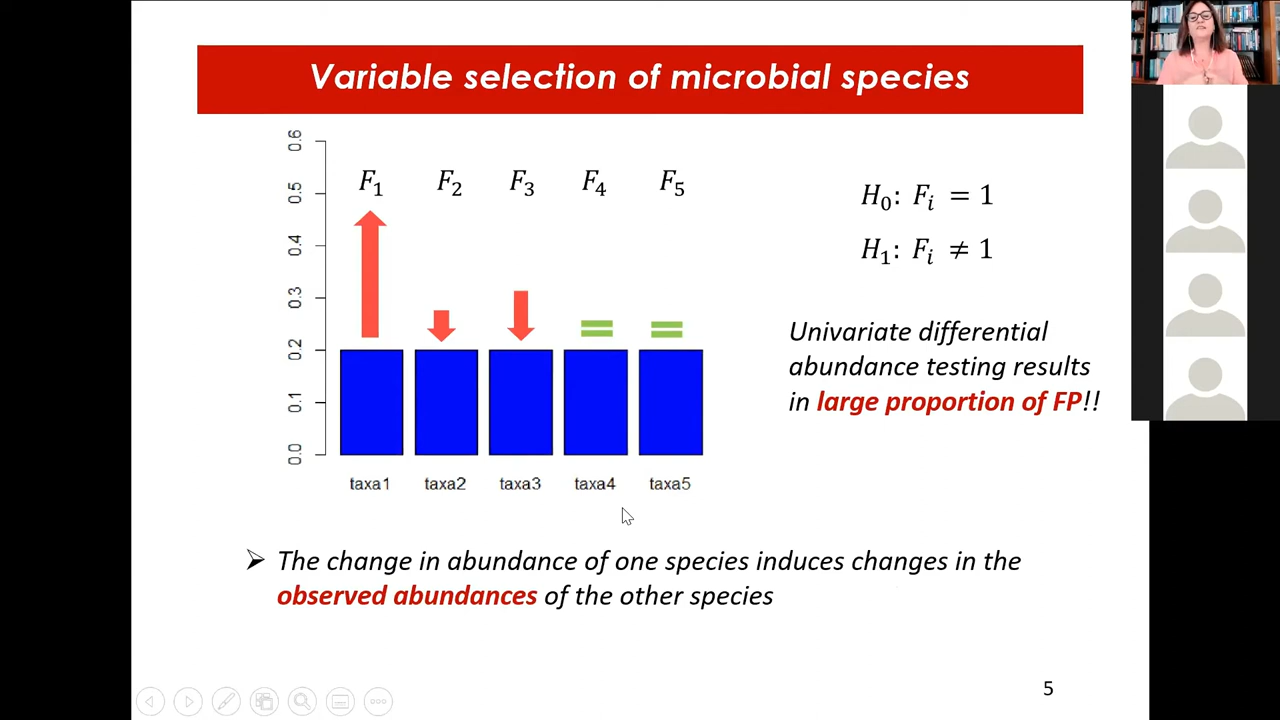 Variable selection of microbial species
0.6
0.5
0.4
0.3
0.2
0.1
0.0
F₁ F₂ F₃ F₄ F₅
taxa1 taxa2 taxa3 taxa4 taxa5
H₀: Fᵢ = 1
H₁: Fᵢ ≠ 1
Univariate differential
abundance testing results
in large proportion of FP!!
➢ The change in abundance of one species induces changes in the
observed abundances of the other species
5